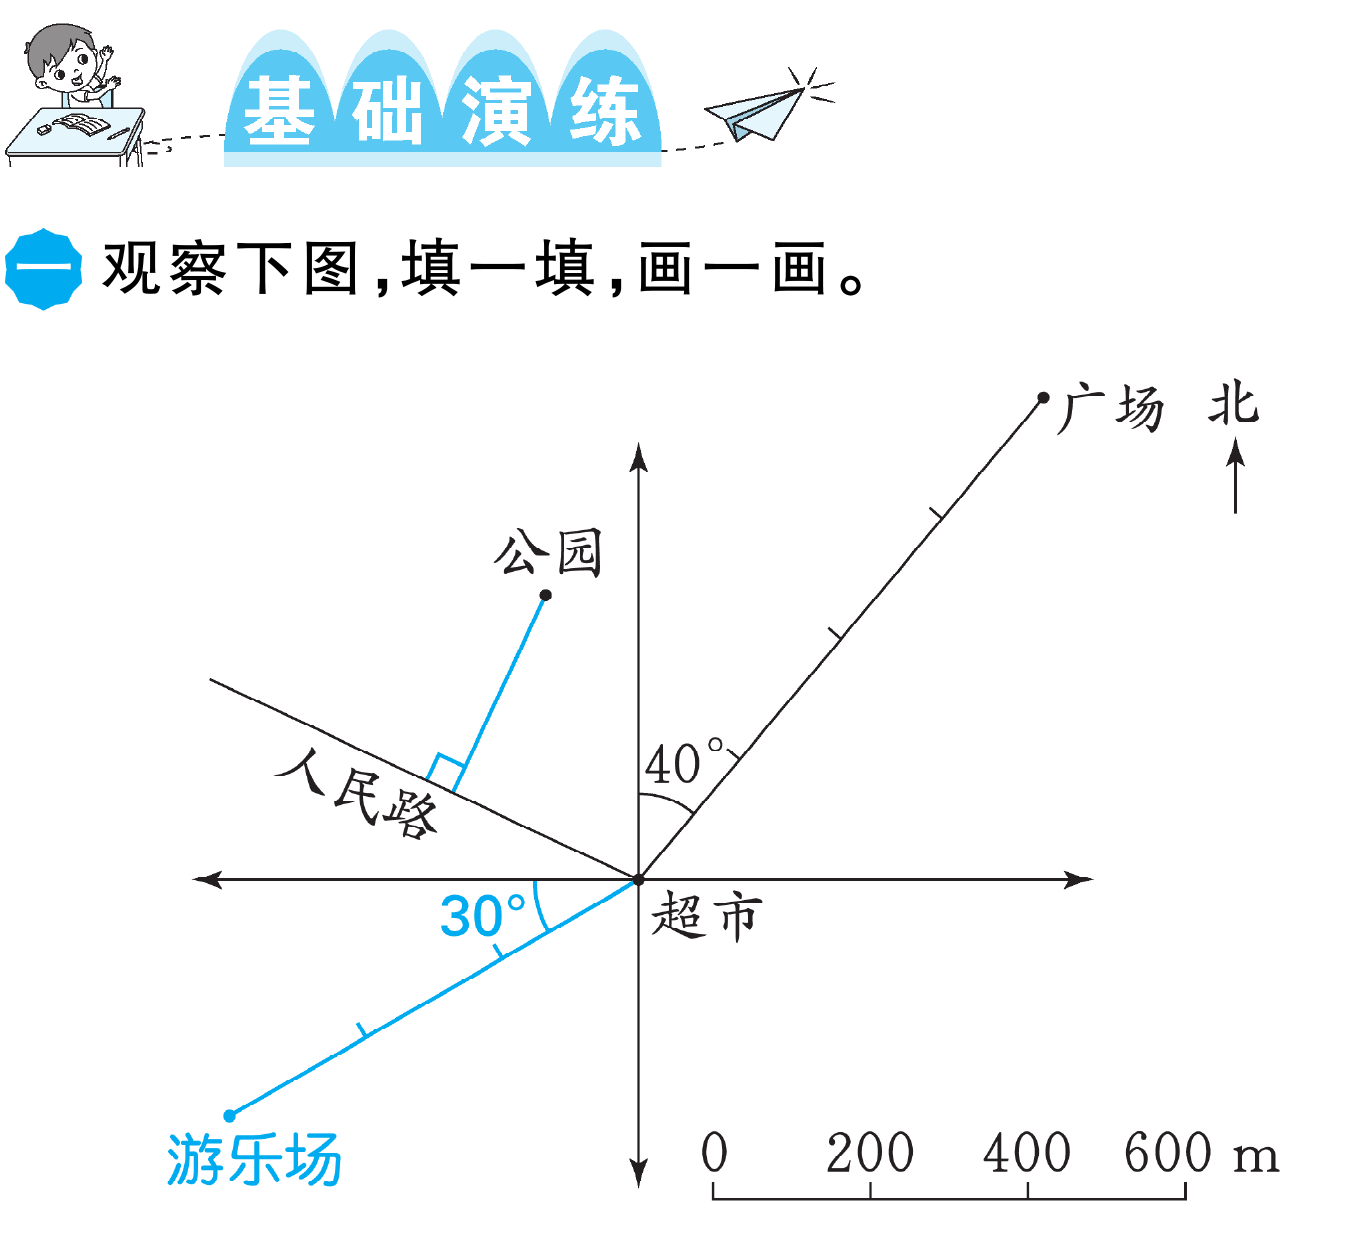 基础演练
一 观察下图,填一填,画一画。
广场 北
公园
40°
人民路
30° 超市
游乐场
0 200 400 600 m